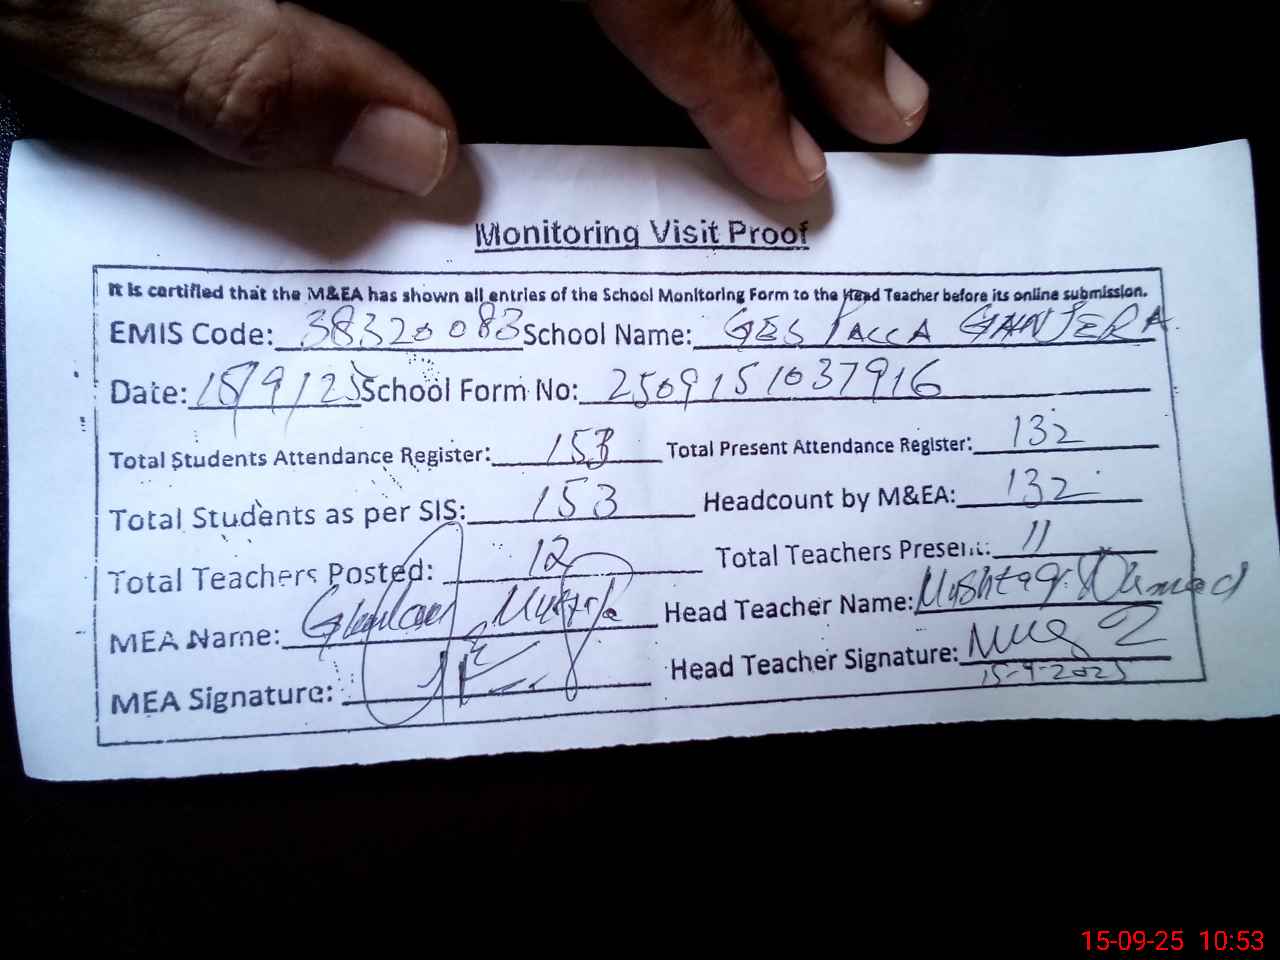 Monitoring Visit Proof
It is certified that the M&EA has shown all entries of the School Monitoring Form to the Head Teacher before its online submission.
EMIS Code: 38320083 School Name: GES PACCA GHANJERA
Date: 15/9/25 School Form No: 2509151037916
Total Students Attendance Register: 153 Total Present Attendance Register: 132
Total Students as per SIS: 153 Headcount by M&EA: 132
Total Teachers Posted: 12 Total Teachers Present: 11
MEA Name: Ghulam Murtaza Head Teacher Name: Mushtaq Ahmad
MEA Signature: Head Teacher Signature:
15-9-2025
15-09-25 10:53